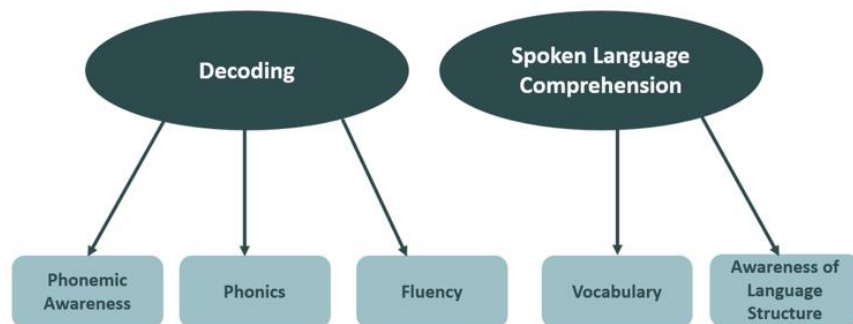 Decoding
Spoken Language
Comprehension
Phonemic
Awareness
Phonics
Fluency
Vocabulary
Awareness of
Language
Structure